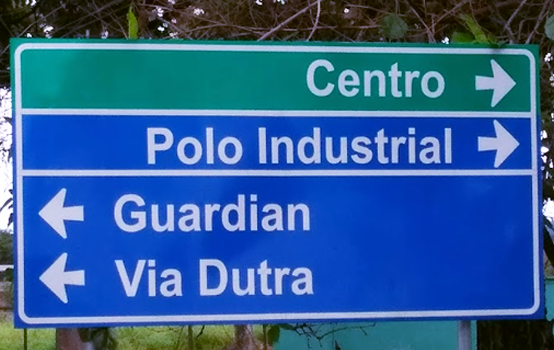 Centro
Polo Industrial
Guardian
Via Dutra